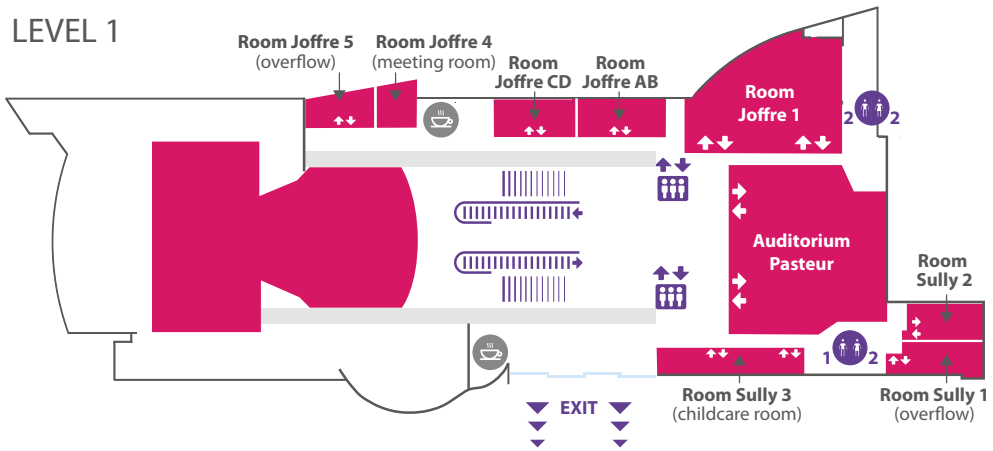 LEVEL 1
Room Joffre 5
(overflow)
Room Joffre 4
(meeting room)
Room
Joffre CD
Room
Joffre AB
Room
Joffre 1
2
2
Auditorium
Pasteur
Room
Sully 2
1
2
EXIT
Room Sully 3
(childcare room)
Room Sully 1
(overflow)